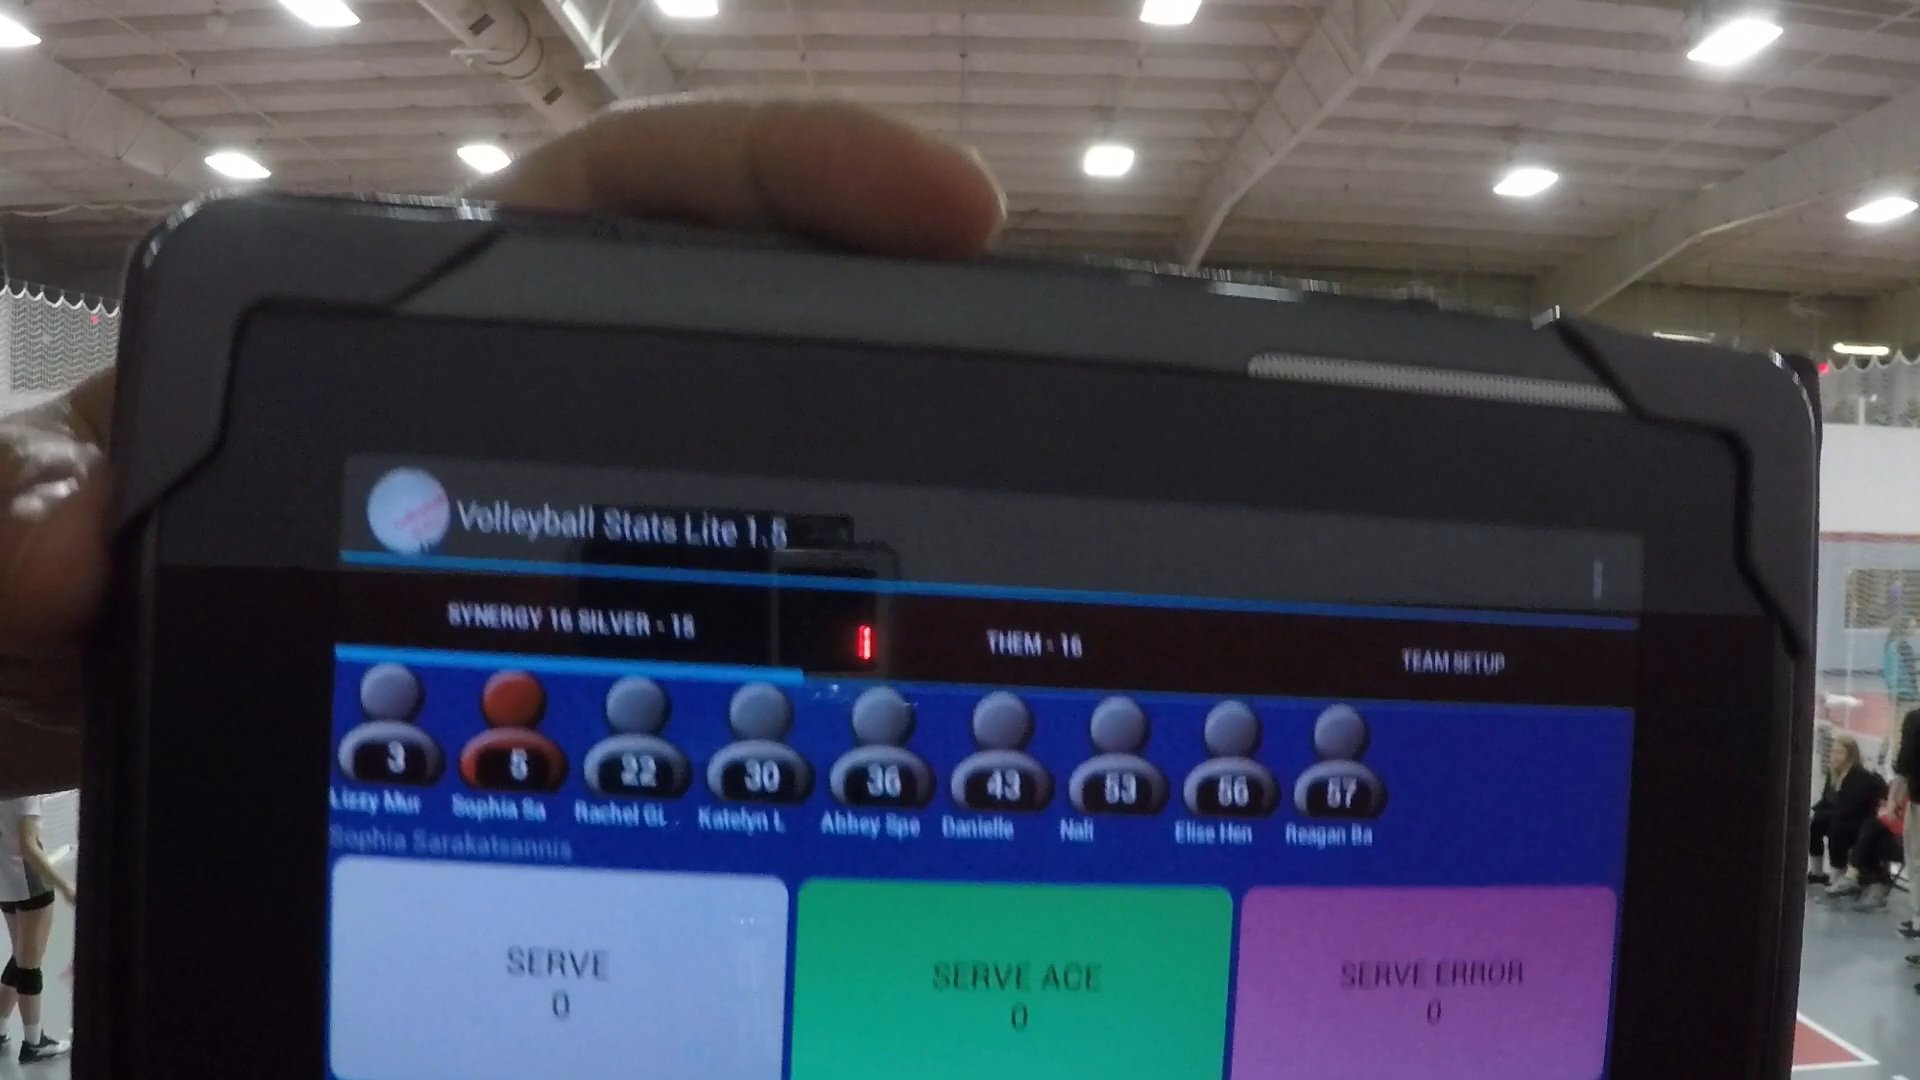 Volleyball Stats Lite 1.5
SYNERGY 16 SILVER - 15 THEM - 16 TEAM SETUP
3 5 22 30 36 43 53 56 57
Lizzy Mur Sophia Sa Rachel Gi Katelyn L Abbey Spe Danielle Nali Elise Hen Reagan Ba
Sophia Sarakatsannis
SERVE SERVE ACE SERVE ERROR
0 0 0